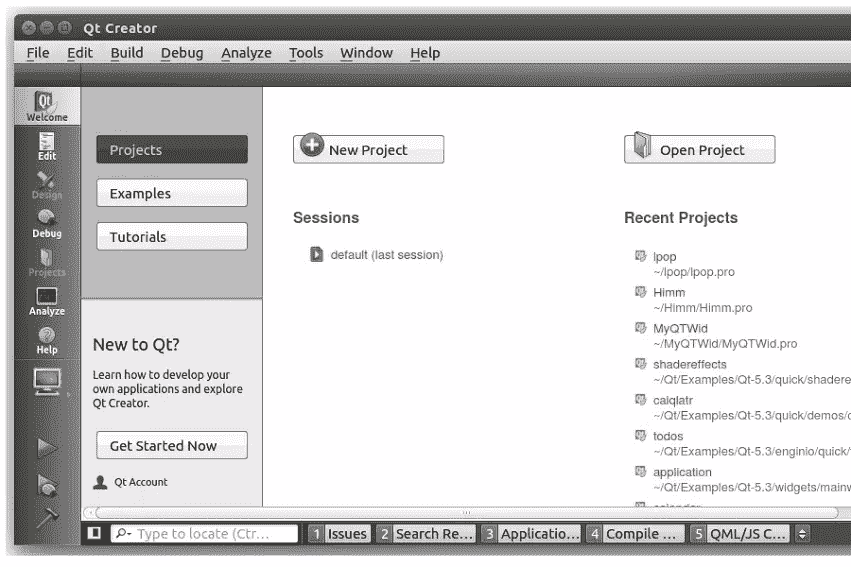 Qt Creator
File Edit Build Debug Analyze Tools Window Help
Qt
Welcome
Edit
Design
Debug
Projects
Analyze
Help
Projects
Examples
Tutorials
New to Qt?
Learn how to develop your
own applications and explore
Qt Creator.
Get Started Now
Qt Account
New Project
Sessions
default (last session)
Open Project
Recent Projects
lpop
~/lpop/lpop.pro
Himm
~/Himm/Himm.pro
MyQTWid
~/MyQTWid/MyQTWid.pro
shadereffects
~/Qt/Examples/Qt-5.3/quick/shadere
calqlatr
~/Qt/Examples/Qt-5.3/quick/demos/c
todos
~/Qt/Examples/Qt-5.3/enginio/quick/
application
~/Qt/Examples/Qt-5.3/widgets/mainw
Type to locate (Ctr...
1 Issues 2 Search Re... 3 Applicatio... 4 Compile ... 5 QML/JS C...